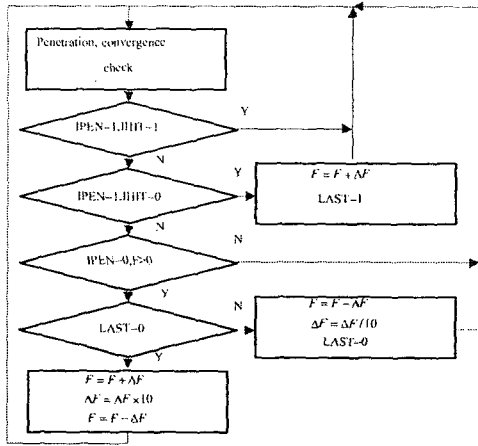 Penetration, convergence
check
Y
IPEN-1,IHIT-1
N
Y
IPEN-1,IHIT-0
F = F + ΔF
LAST-1
N
N
IPEN-0,F>0
Y
N
LAST-0
F = F - ΔF
ΔF = ΔF/10
LAST-0
Y
F = F + ΔF
ΔF = ΔF×10
F = F - ΔF